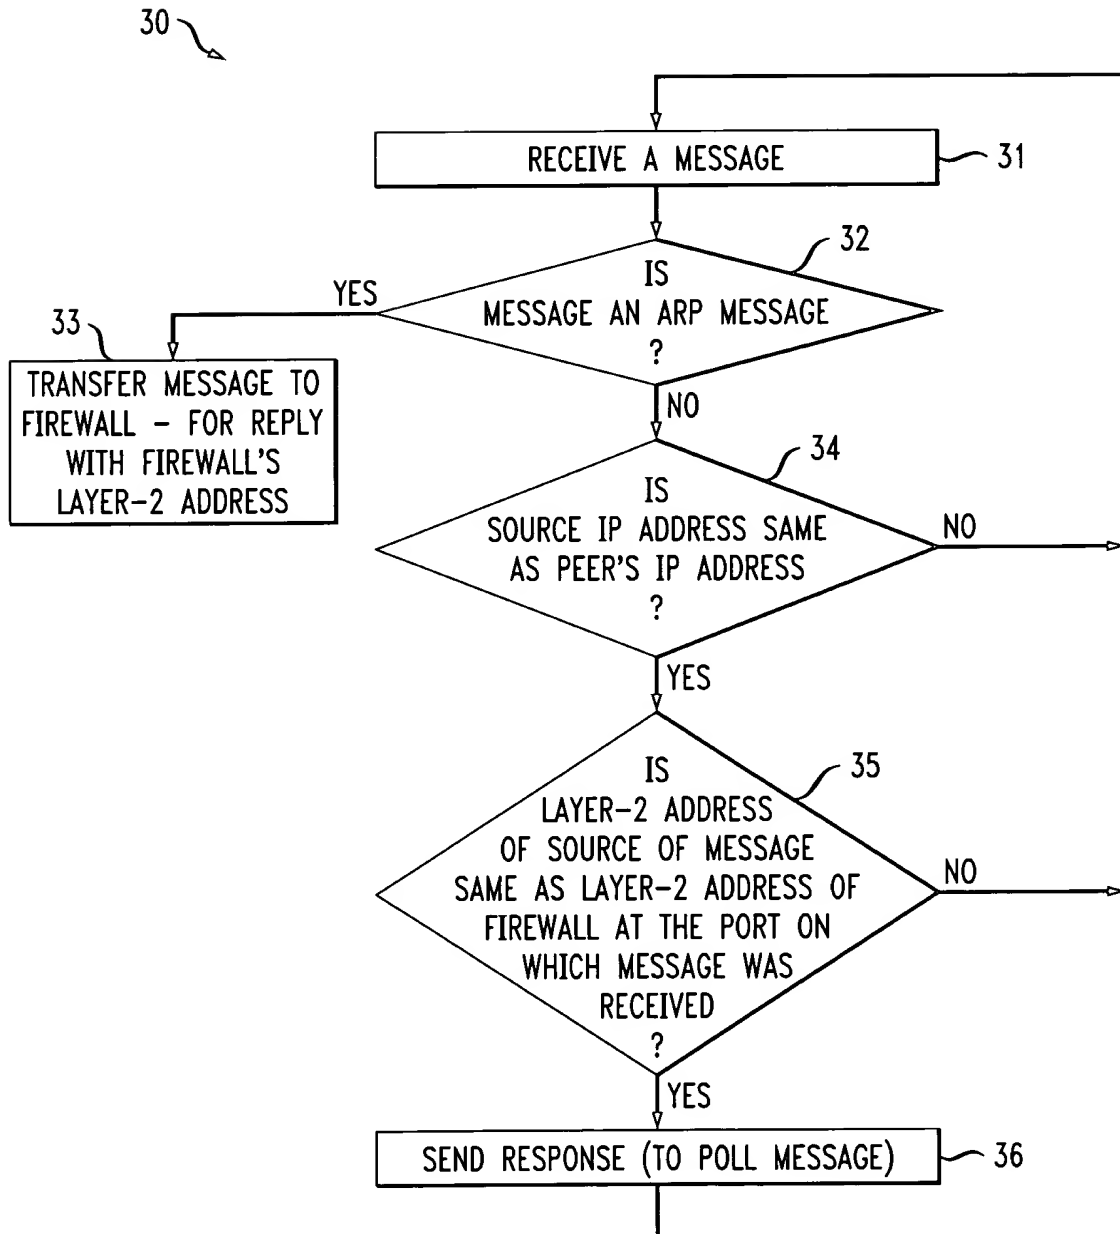 30
RECEIVE A MESSAGE
31
IS
MESSAGE AN ARP MESSAGE
?
32
YES
33
TRANSFER MESSAGE TO
FIREWALL – FOR REPLY
WITH FIREWALL'S
LAYER-2 ADDRESS
NO
IS
SOURCE IP ADDRESS SAME
AS PEER'S IP ADDRESS
?
34
NO
YES
IS
LAYER-2 ADDRESS
OF SOURCE OF MESSAGE
SAME AS LAYER-2 ADDRESS OF
FIREWALL AT THE PORT ON
WHICH MESSAGE WAS
RECEIVED
?
35
NO
YES
SEND RESPONSE (TO POLL MESSAGE)
36